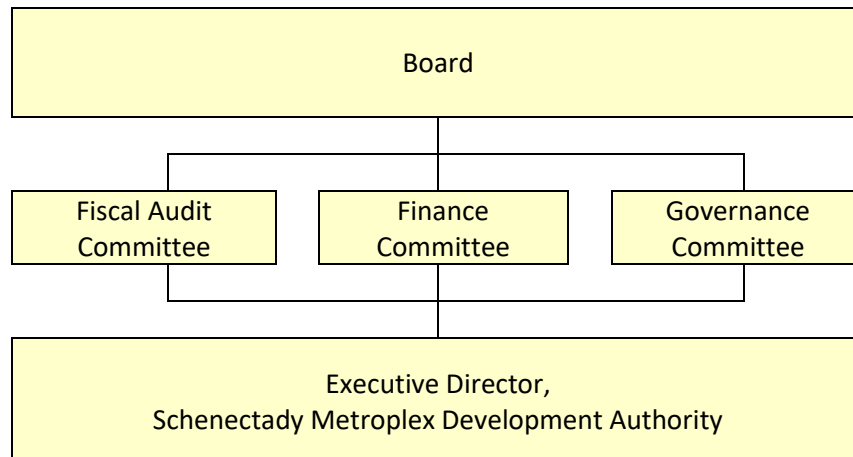 Board
Fiscal Audit
Committee
Finance
Committee
Governance
Committee
Executive Director,
Schenectady Metroplex Development Authority